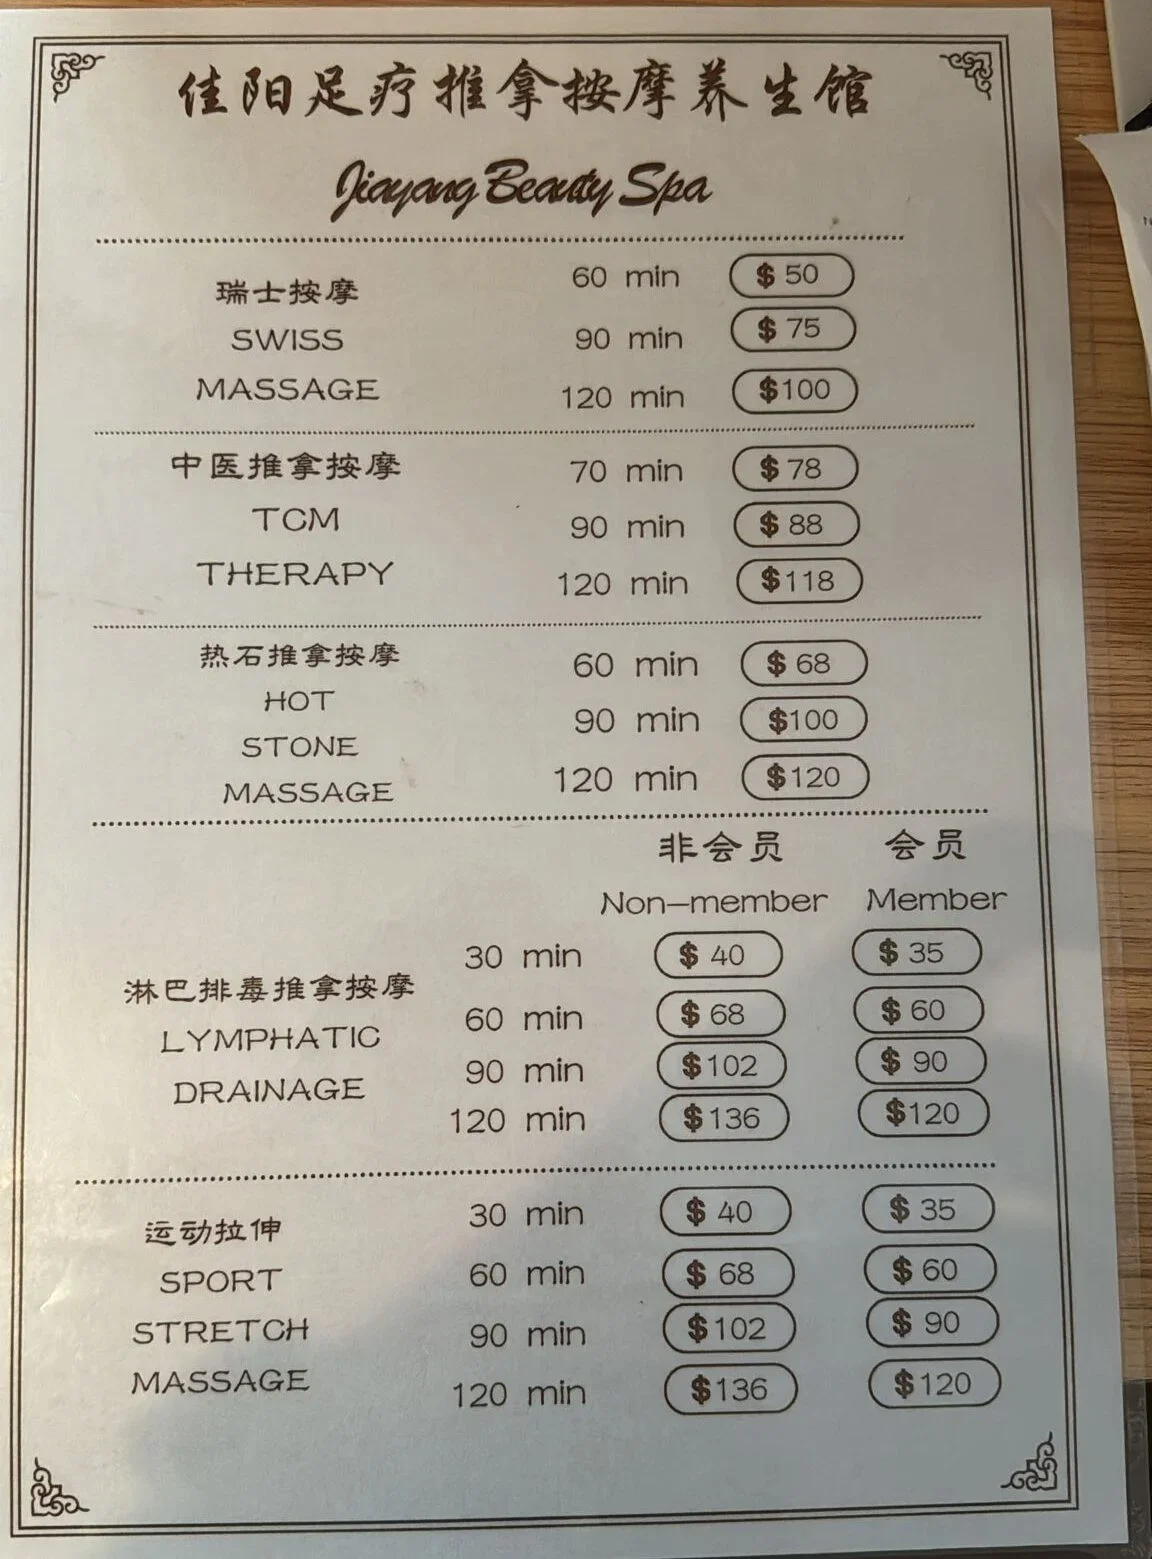 佳阳足疗推拿按摩养生馆
Jiayang Beauty Spa
瑞士按摩
SWISS
MASSAGE
60 min $ 50
90 min $ 75
120 min $100
中医推拿按摩
TCM
THERAPY
70 min $ 78
90 min $ 88
120 min $118
热石推拿按摩
HOT
STONE
MASSAGE
60 min $ 68
90 min $100
120 min $120
非会员 会员
Non-member Member
淋巴排毒推拿按摩
LYMPHATIC
DRAINAGE
30 min $ 40 $ 35
60 min $ 68 $ 60
90 min $102 $ 90
120 min $136 $120
运动拉伸
SPORT
STRETCH
MASSAGE
30 min $ 40 $ 35
60 min $ 68 $ 60
90 min $102 $ 90
120 min $136 $120